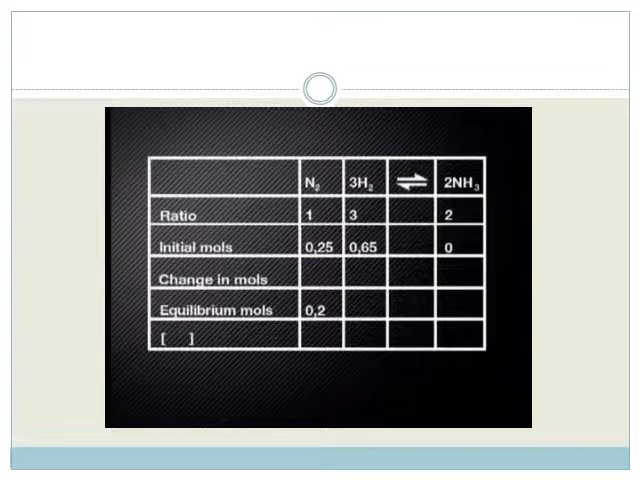 N₂ 3H₂ ⇌ 2NH₃
Ratio 1 3 2
Initial mols 0,25 0,65 0
Change in mols
Equilibrium mols 0,2
[ ]